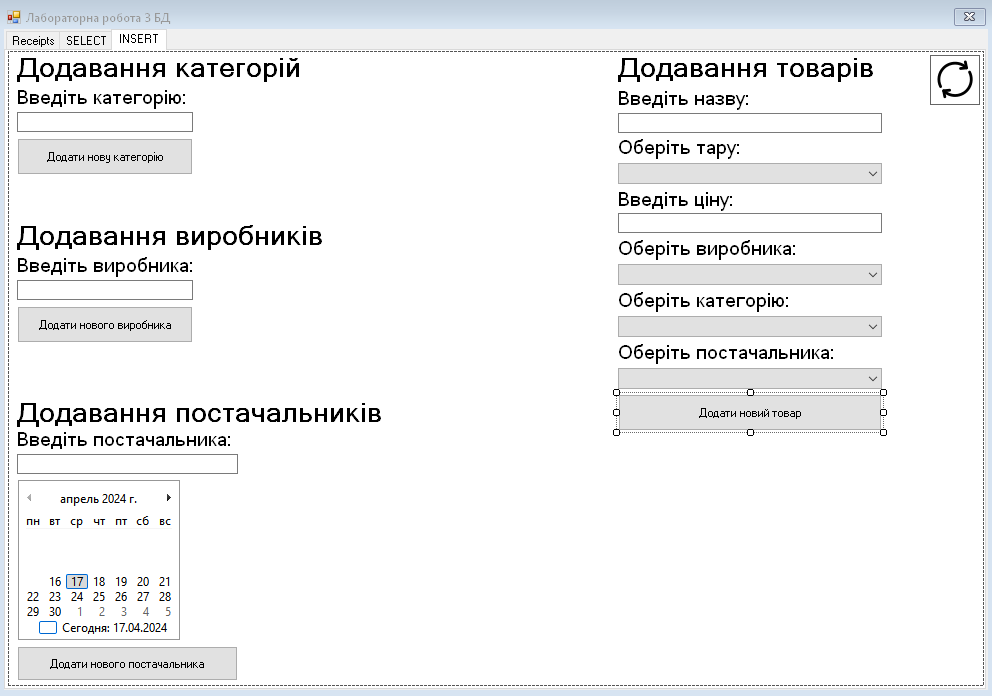 Лабораторна робота 3 БД
Receipts SELECT INSERT
Додавання категорій
Введіть категорію:
Додати нову категорію
Додавання виробників
Введіть виробника:
Додати нового виробника
Додавання постачальників
Введіть постачальника:
апрель 2024 г.
пн вт ср чт пт сб вс
16 17 18 19 20 21
22 23 24 25 26 27 28
29 30 1 2 3 4 5
Сегодня: 17.04.2024
Додати нового постачальника
Додавання товарів
Введіть назву:
Оберіть тару:
Введіть ціну:
Оберіть виробника:
Оберіть категорію:
Оберіть постачальника:
Додати новий товар